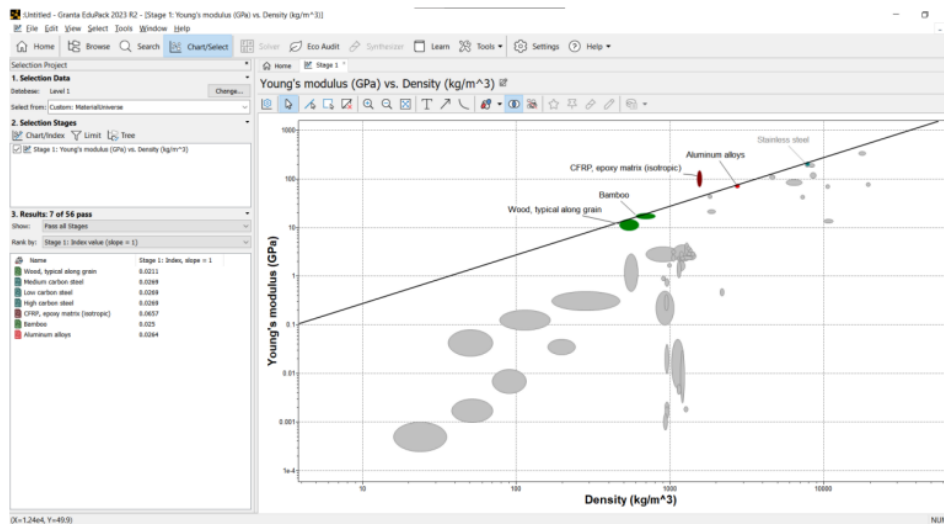 :Untitled - Granta EduPack 2023 R2 - [Stage 1: Young's modulus (GPa) vs. Density (kg/m^3)]
File Edit View Select Tools Window Help
Home Browse Search Chart/Select Solver Eco Audit Synthesizer Learn Tools Settings ? Help
Selection Project
1. Selection Data
Database: Level 1 Change...
Select from: Custom: MaterialUniverse
2. Selection Stages
Chart/Index Limit Tree
Stage 1: Young's modulus (GPa) vs. Density (kg/m^3)
3. Results: 7 of 56 pass
Show: Pass all Stages
Rank by: Stage 1: Index value (slope = 1)
Name Stage 1: Index, slope = 1
Wood, typical along grain 0.0211
Medium carbon steel 0.0269
Low carbon steel 0.0269
High carbon steel 0.0269
CFRP, epoxy matrix (isotropic) 0.0657
Bamboo 0.025
Aluminum alloys 0.0264
Home Stage 1
Young's modulus (GPa) vs. Density (kg/m^3)
T
1000
100
10
1
0.1
0.01
0.001
1e-4
Young's modulus (GPa)
Stainless steel
Aluminum alloys
CFRP, epoxy matrix (isotropic)
Bamboo
Wood, typical along grain
10 100 1000 10000
Density (kg/m^3)
(X=1.24e4, Y=49.9) NU